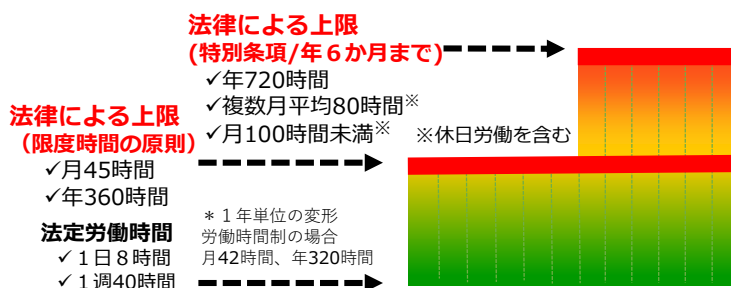 法律による上限
(特別条項/年６か月まで)
✓年720時間
✓複数月平均80時間※
✓月100時間未満※ ※休日労働を含む
法律による上限
（限度時間の原則）
✓月45時間
✓年360時間
法定労働時間
✓１日８時間
✓１週40時間
＊１年単位の変形
労働時間制の場合
月42時間、年320時間